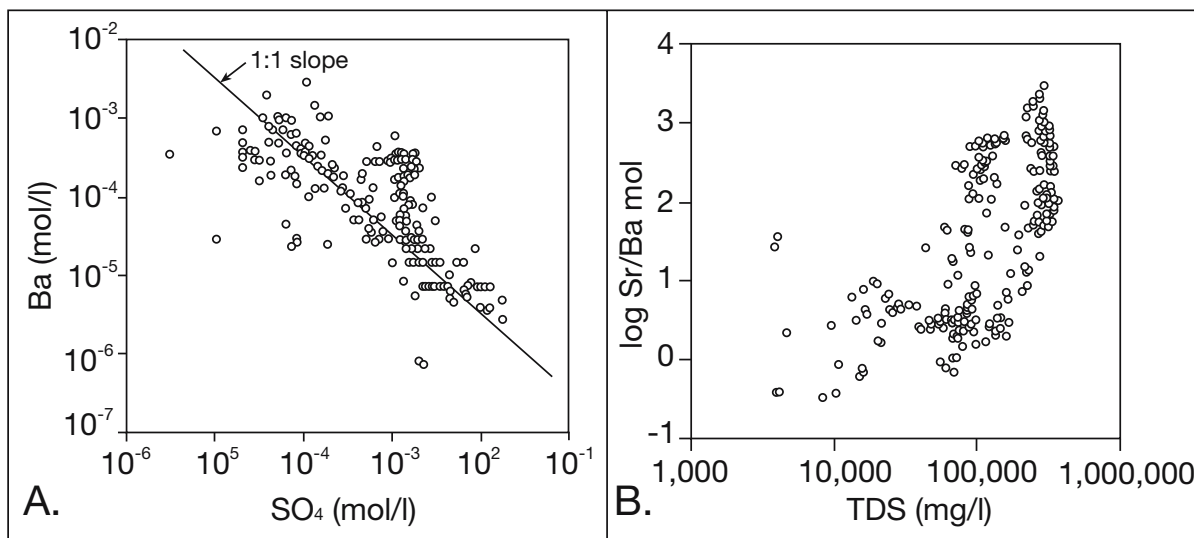 10⁻²
10⁻³
10⁻⁴
10⁻⁵
10⁻⁶
10⁻⁷
Ba (mol/l)
1:1 slope
10⁻⁶ 10⁵ 10⁻⁴ 10⁻³ 10² 10⁻¹
SO₄ (mol/l)
A.
4
3
2
1
0
-1
log Sr/Ba mol
1,000 10,000 100,000 1,000,000
TDS (mg/l)
B.